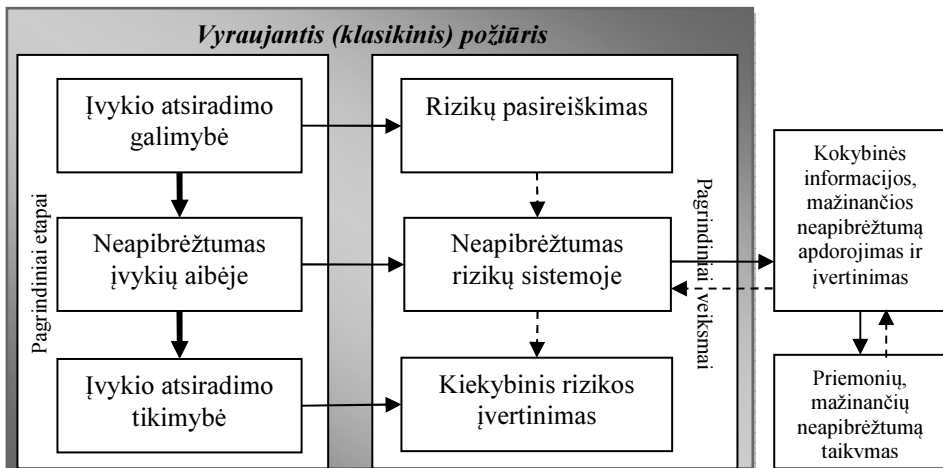 Vyraujantis (klasikinis) požiūris
Pagrindiniai etapai
Įvykio atsiradimo
galimybė
Neapibrėžtumas
įvykių aibėje
Įvykio atsiradimo
tikimybė
Rizikų pasireiškimas
Neapibrėžtumas
rizikų sistemoje
Kiekybinis rizikos
įvertinimas
Pagrindiniai veiksmai
Kokybinės
informacijos,
mažinančios
neapibrėžtumą
apdorojimas ir
įvertinimas
Priemonių,
mažinančių
neapibrėžtumą
taikymas